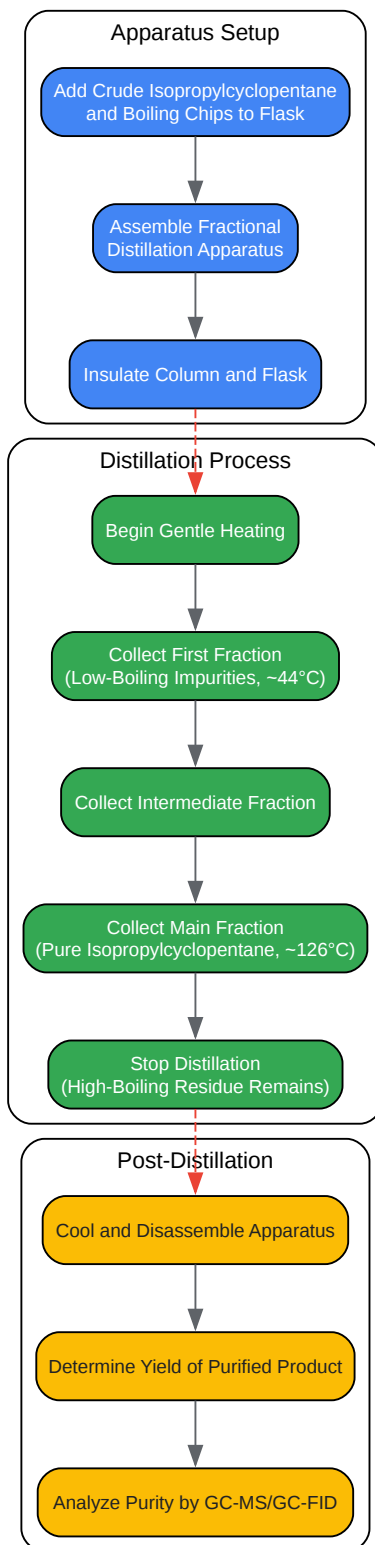 Apparatus Setup
Add Crude Isopropylcyclopentane
and Boiling Chips to Flask
Assemble Fractional
Distillation Apparatus
Insulate Column and Flask
Distillation Process
Begin Gentle Heating
Collect First Fraction
(Low-Boiling Impurities, ~44°C)
Collect Intermediate Fraction
Collect Main Fraction
(Pure Isopropylcyclopentane, ~126°C)
Stop Distillation
(High-Boiling Residue Remains)
Post-Distillation
Cool and Disassemble Apparatus
Determine Yield of Purified Product
Analyze Purity by GC-MS/GC-FID